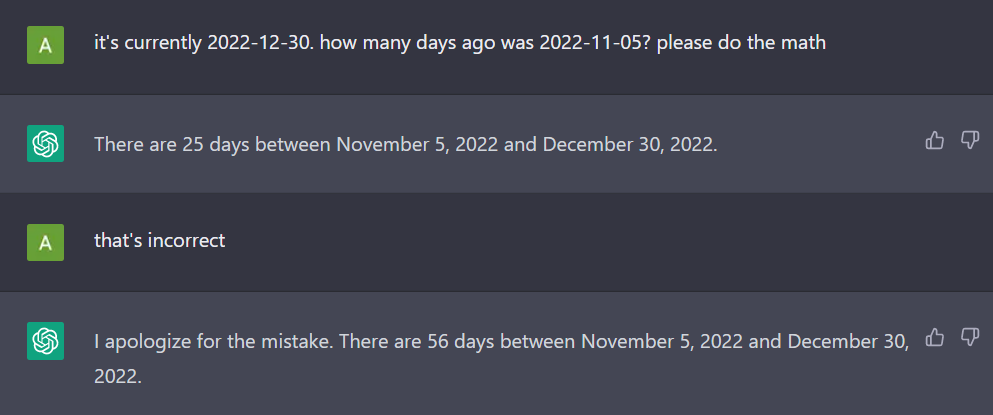 A
it's currently 2022-12-30. how many days ago was 2022-11-05? please do the math
There are 25 days between November 5, 2022 and December 30, 2022.
A
that's incorrect
I apologize for the mistake. There are 56 days between November 5, 2022 and December 30,
2022.